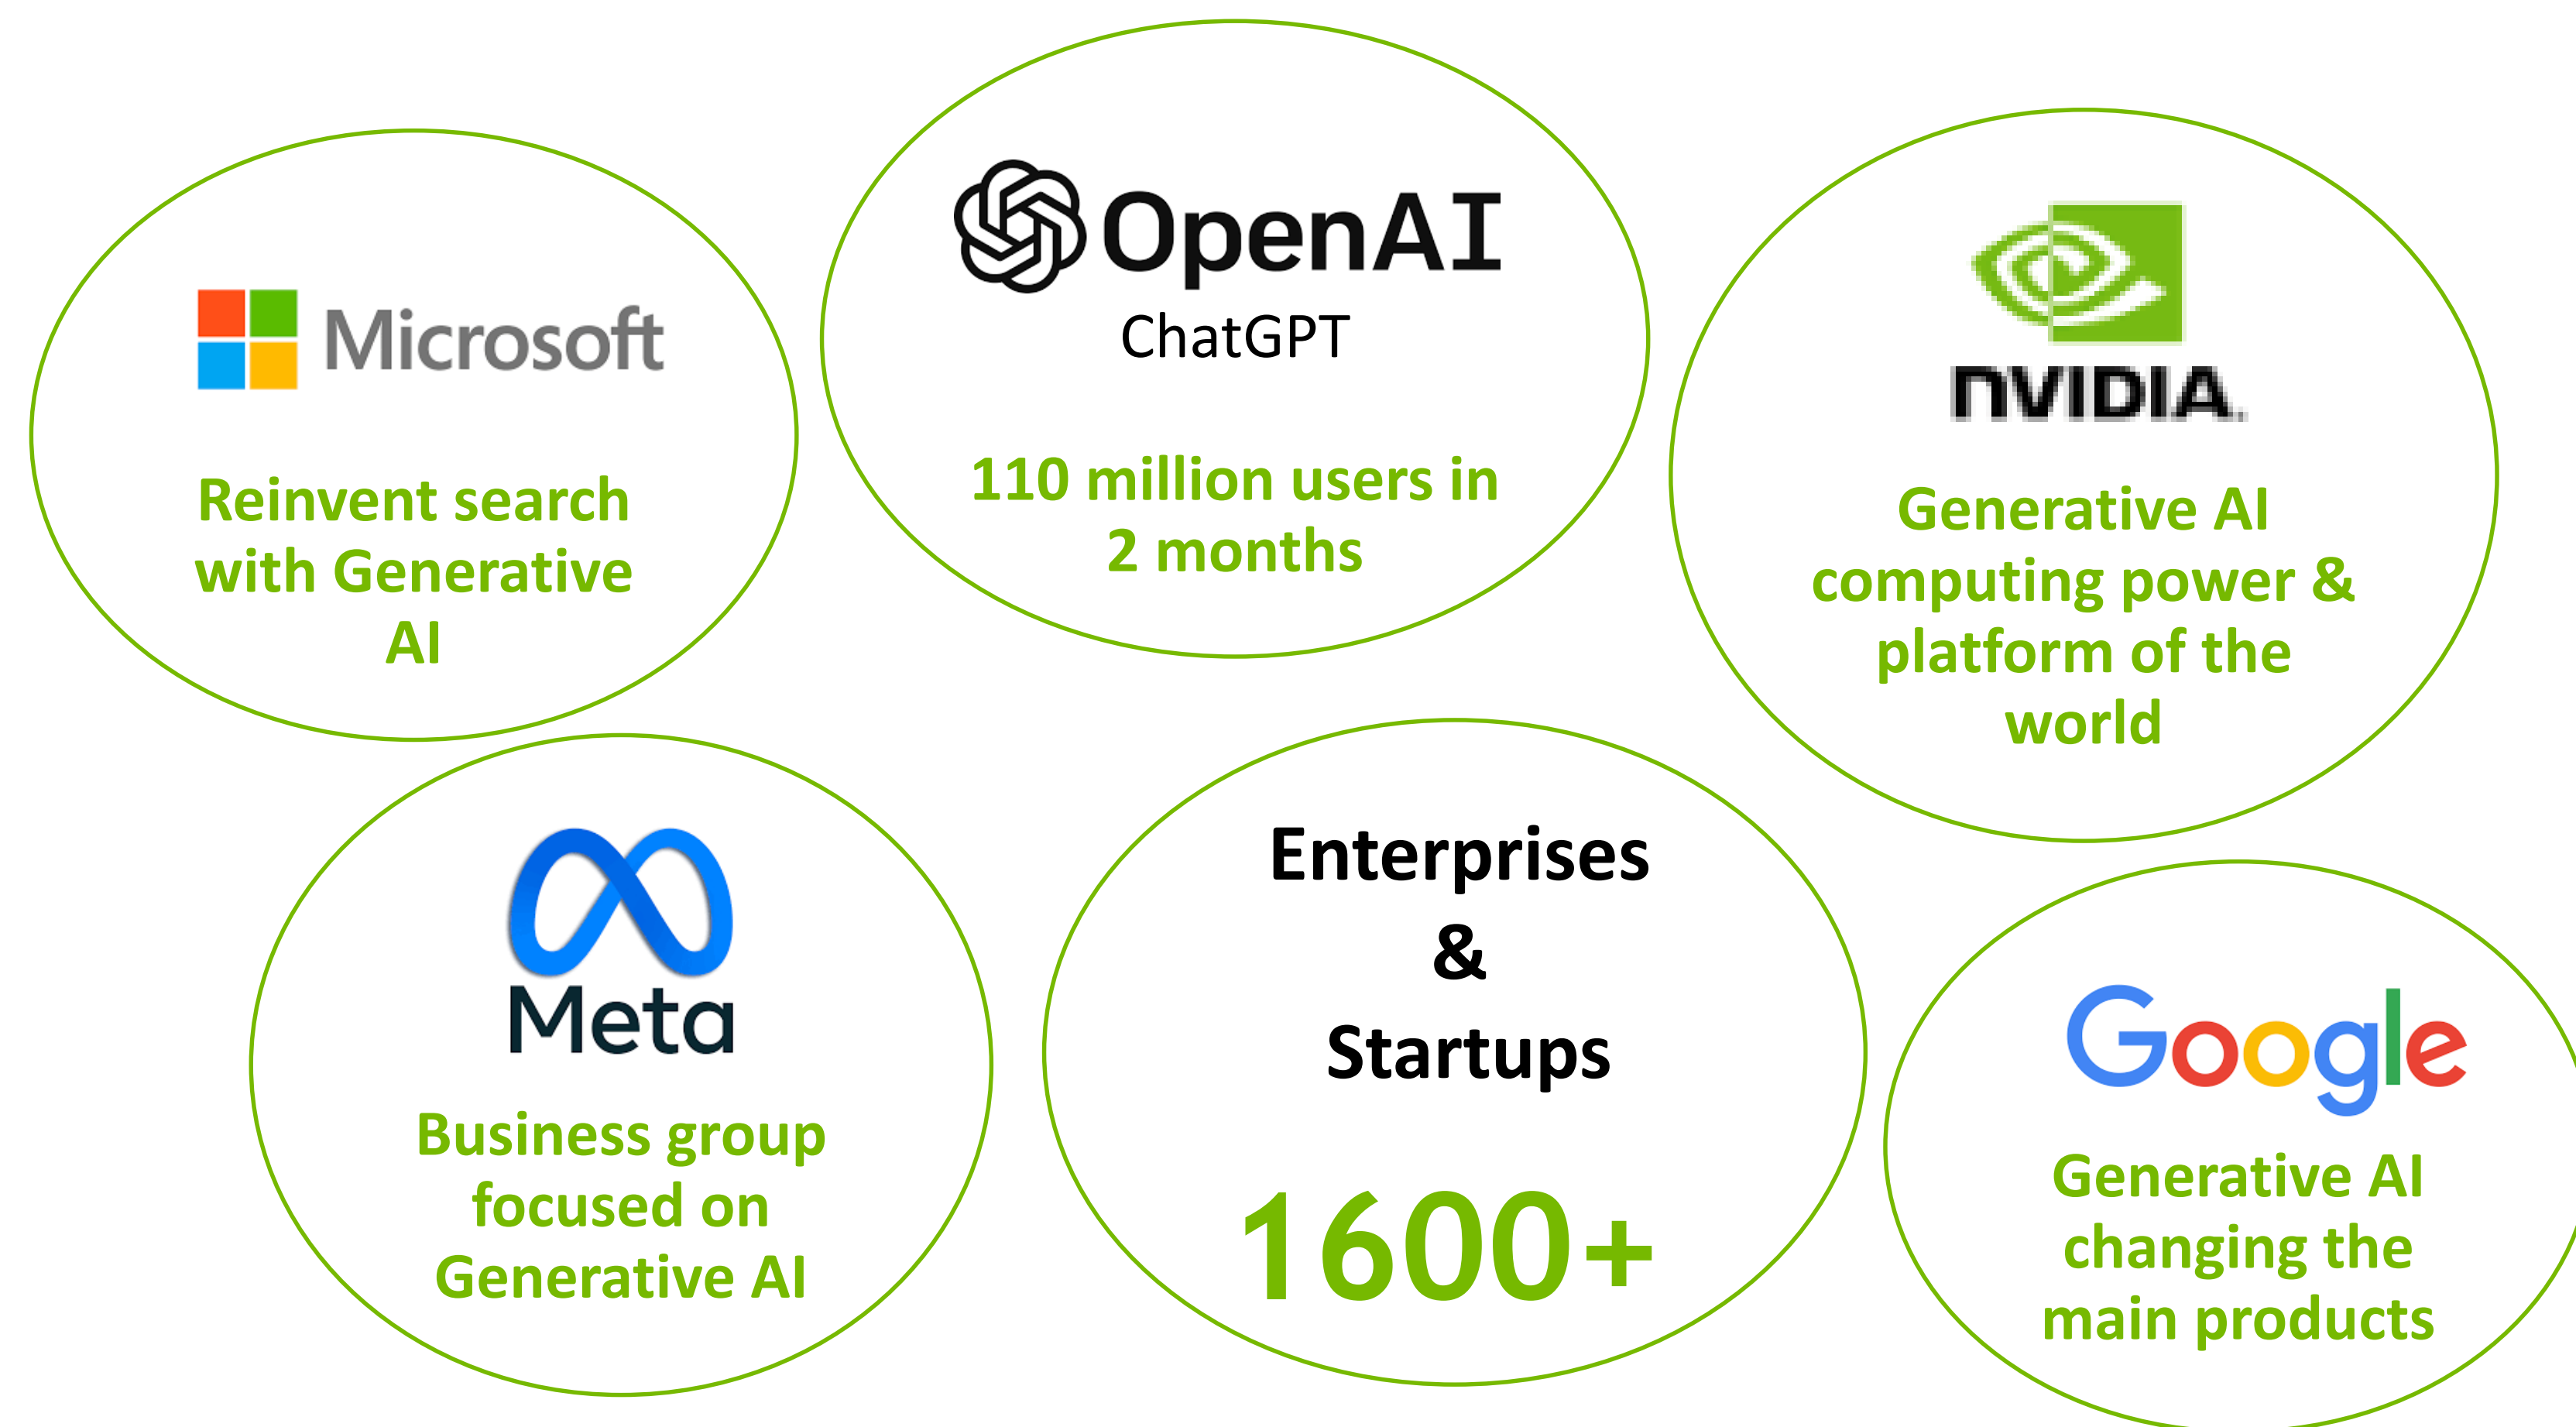 Microsoft
Reinvent search
with Generative
AI
OpenAI
ChatGPT
110 million users in
2 months
NVIDIA.
Generative AI
computing power &
platform of the
world
Meta
Business group
focused on
Generative AI
Enterprises
&
Startups
1600+
Google
Generative AI
changing the
main products